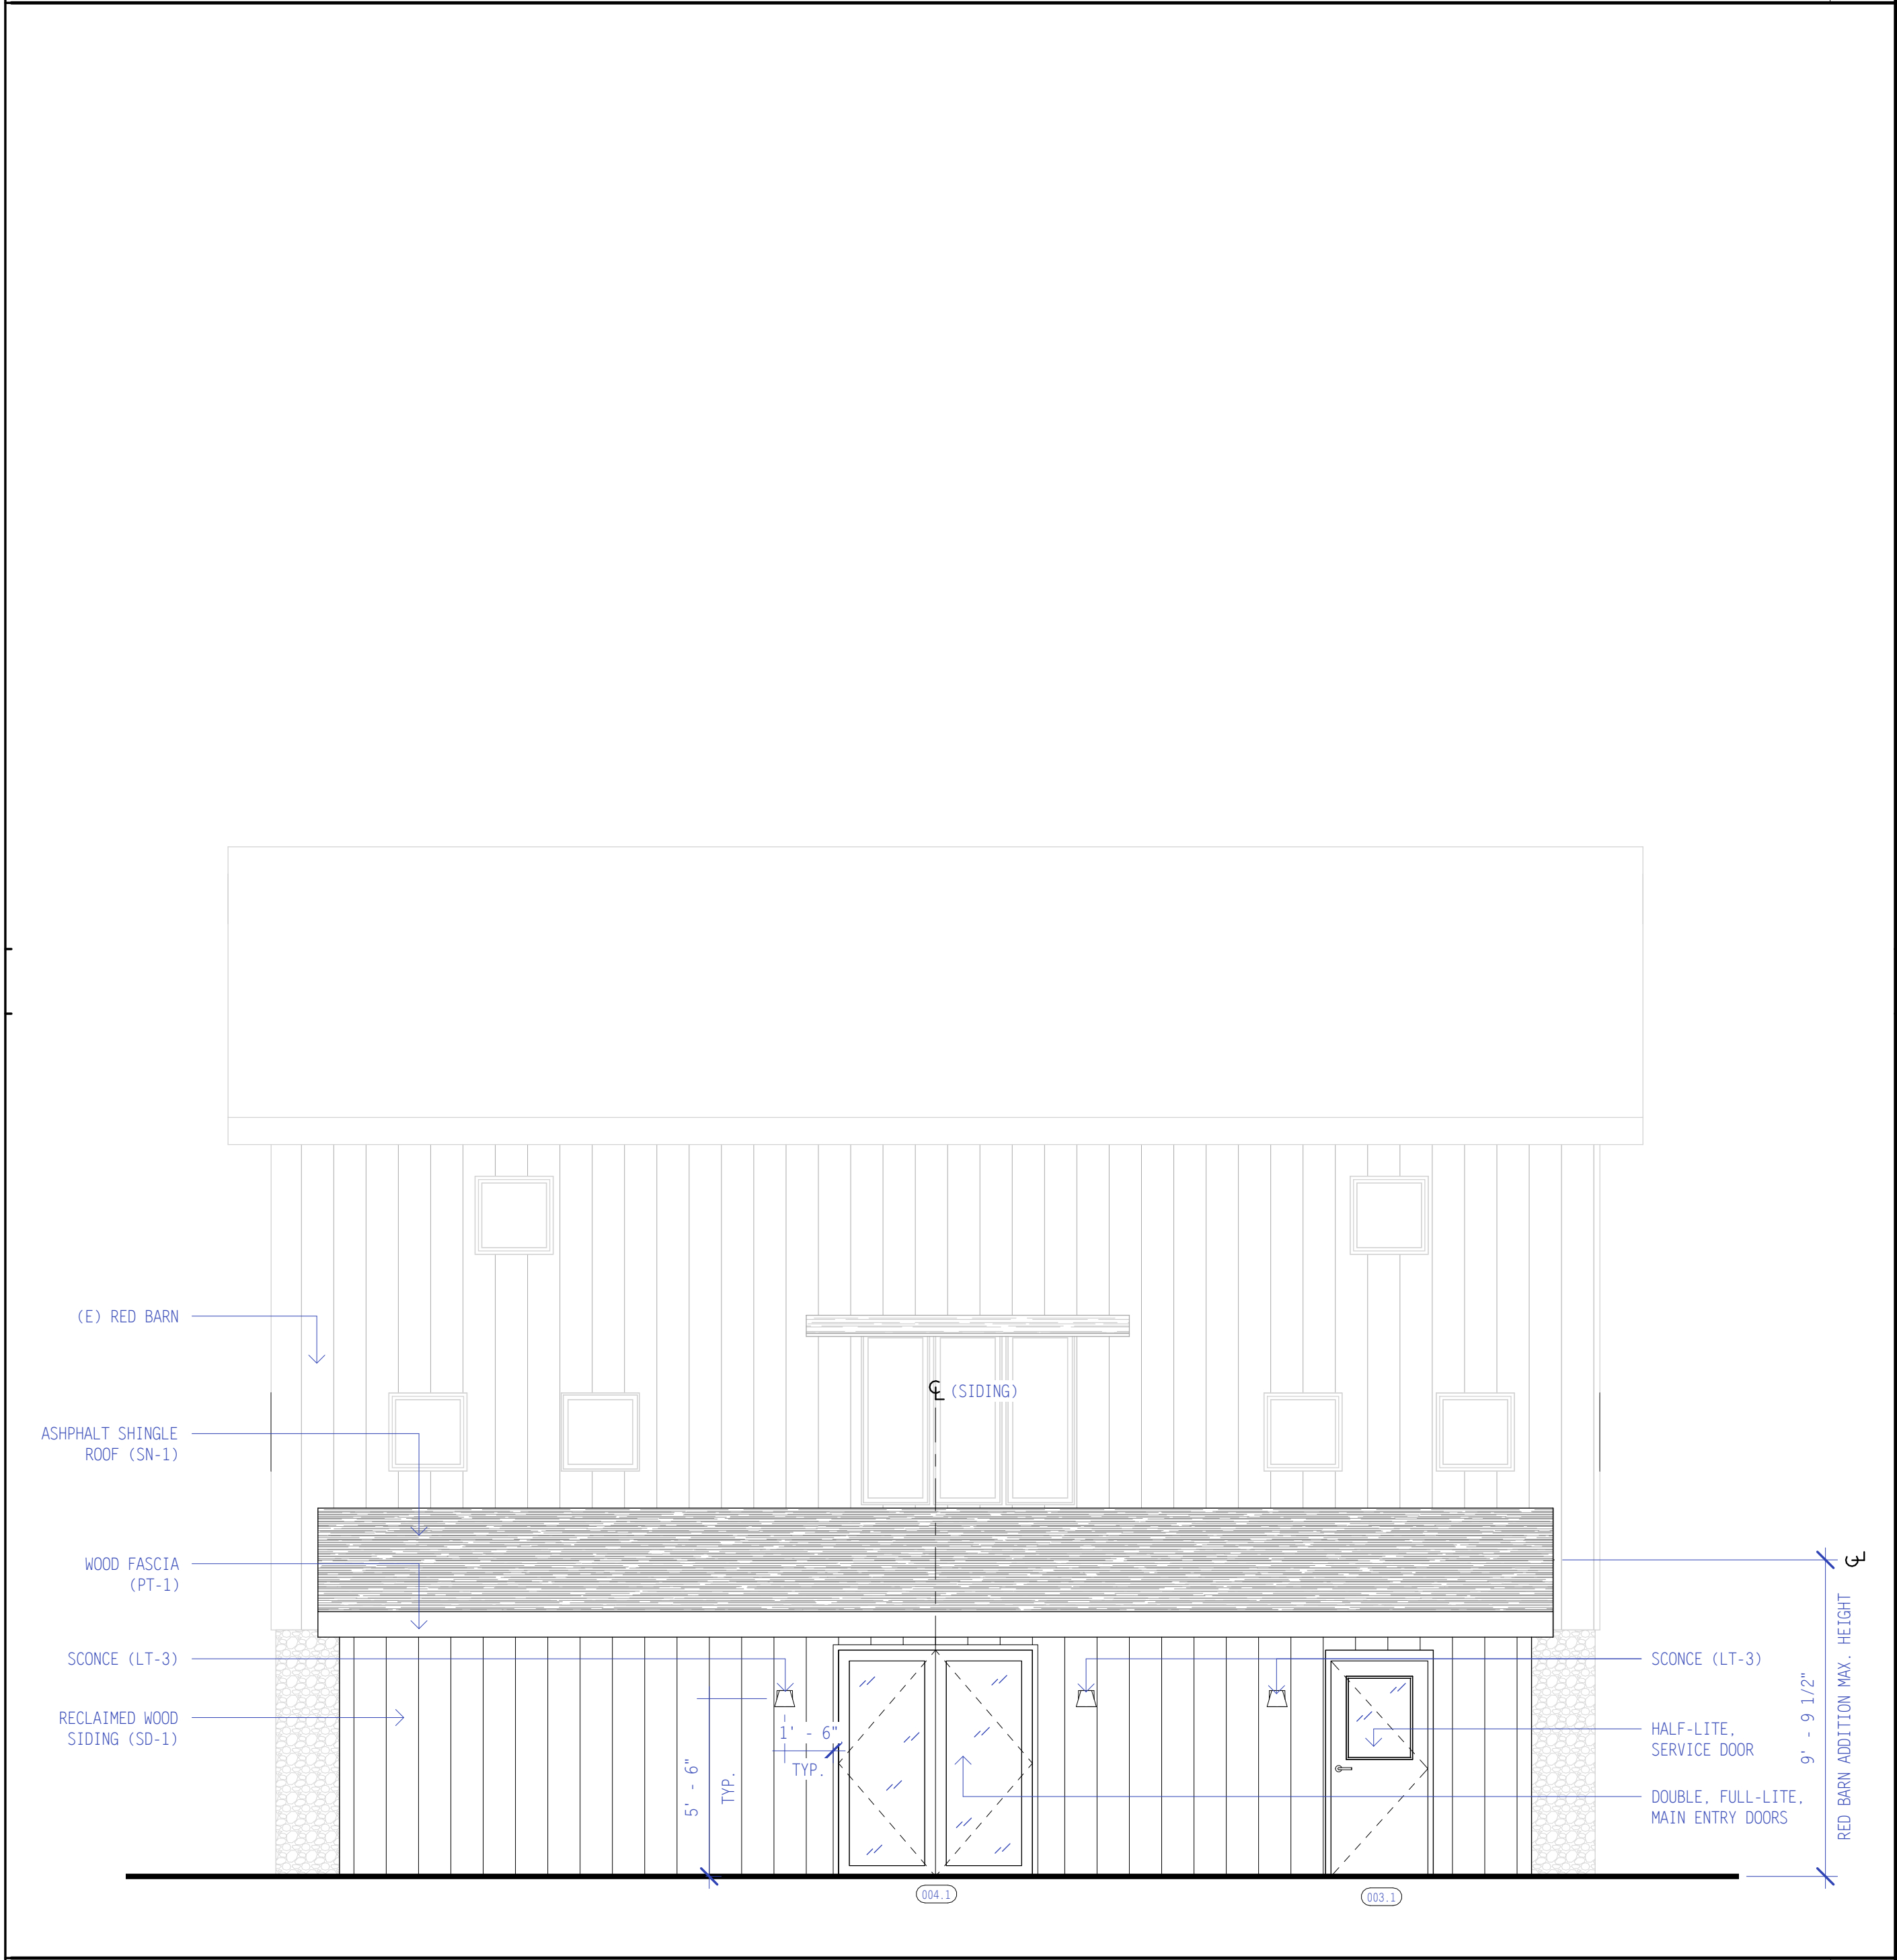 (E) RED BARN
ASHPHALT SHINGLE
ROOF (SN-1)
WOOD FASCIA
(PT-1)
SCONCE (LT-3)
RECLAIMED WOOD
SIDING (SD-1)
℄ (SIDING)
1' - 6"
TYP.
5' - 6"
TYP.
004.1
003.1
SCONCE (LT-3)
HALF-LITE,
SERVICE DOOR
DOUBLE, FULL-LITE,
MAIN ENTRY DOORS
℄
9' - 9 1/2"
RED BARN ADDITION MAX. HEIGHT